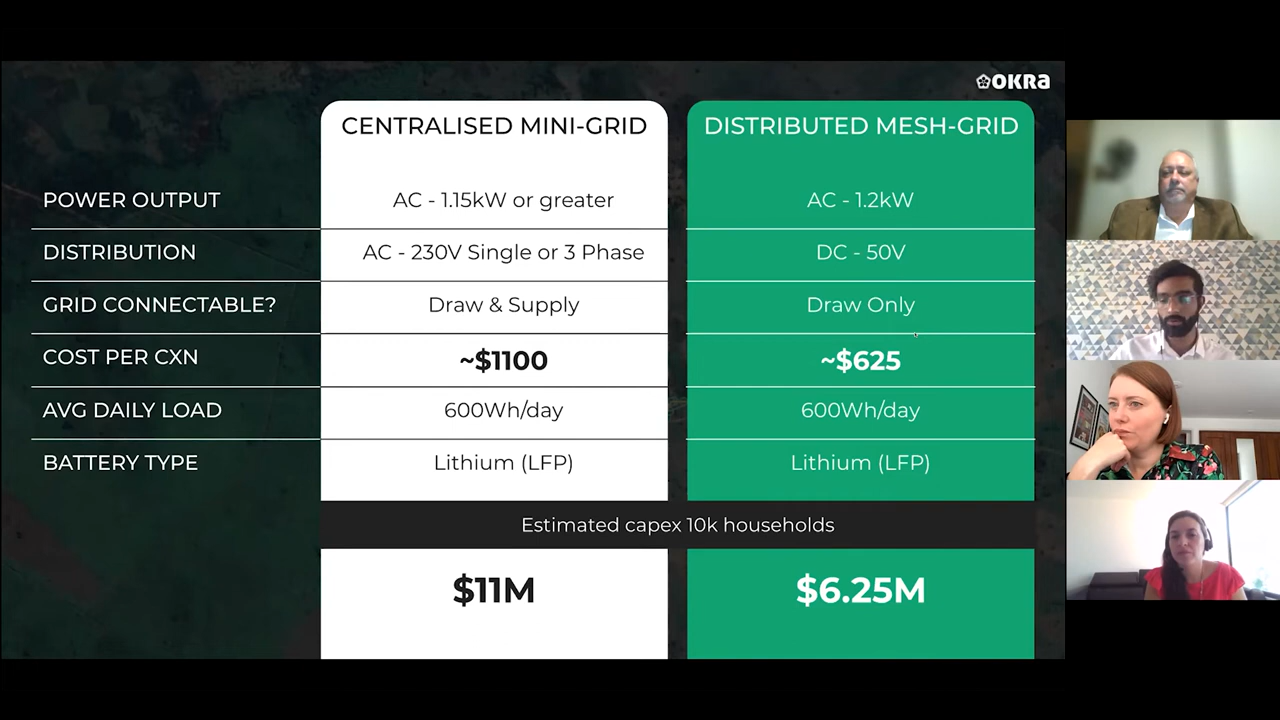 OKRA
CENTRALISED MINI-GRID DISTRIBUTED MESH-GRID
POWER OUTPUT AC - 1.15kW or greater AC - 1.2kW
DISTRIBUTION AC - 230V Single or 3 Phase DC - 50V
GRID CONNECTABLE? Draw & Supply Draw Only
COST PER CXN ~$1100 ~$625
AVG DAILY LOAD 600Wh/day 600Wh/day
BATTERY TYPE Lithium (LFP) Lithium (LFP)
Estimated capex 10k households
$11M $6.25M